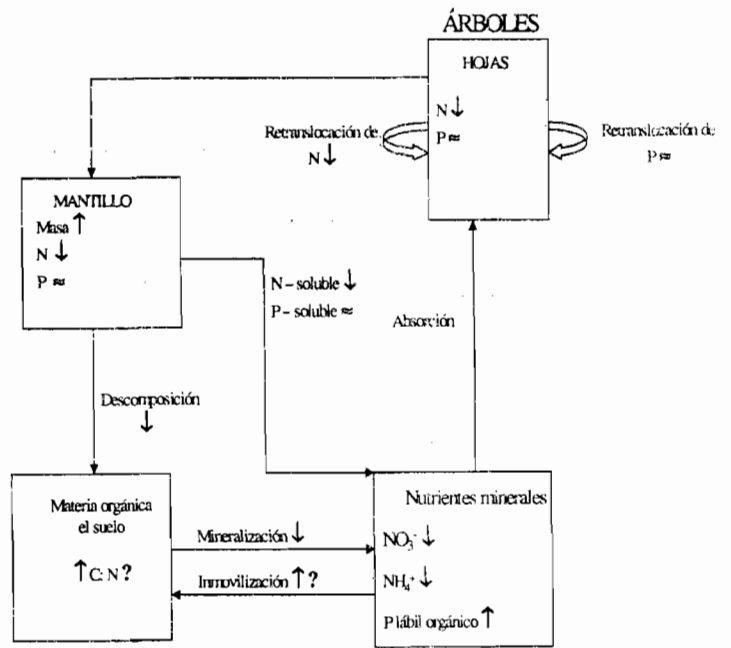 ÁRBOLES
HOJAS
N ↓
P ≈
Retranslocación de
N ↓
Retranslocación de
P ≈
MANTILLO
Masa ↑
N ↓
P ≈
N – soluble ↓
P – soluble ≈
Absorción
Descomposición
↓
Materia orgánica
el suelo
↑ C: N ?
Mineralización ↓
Inmovilización ↑ ?
Nutrientes minerales
NO₃⁻ ↓
NH₄⁺ ↓
P lábil orgánico ↑